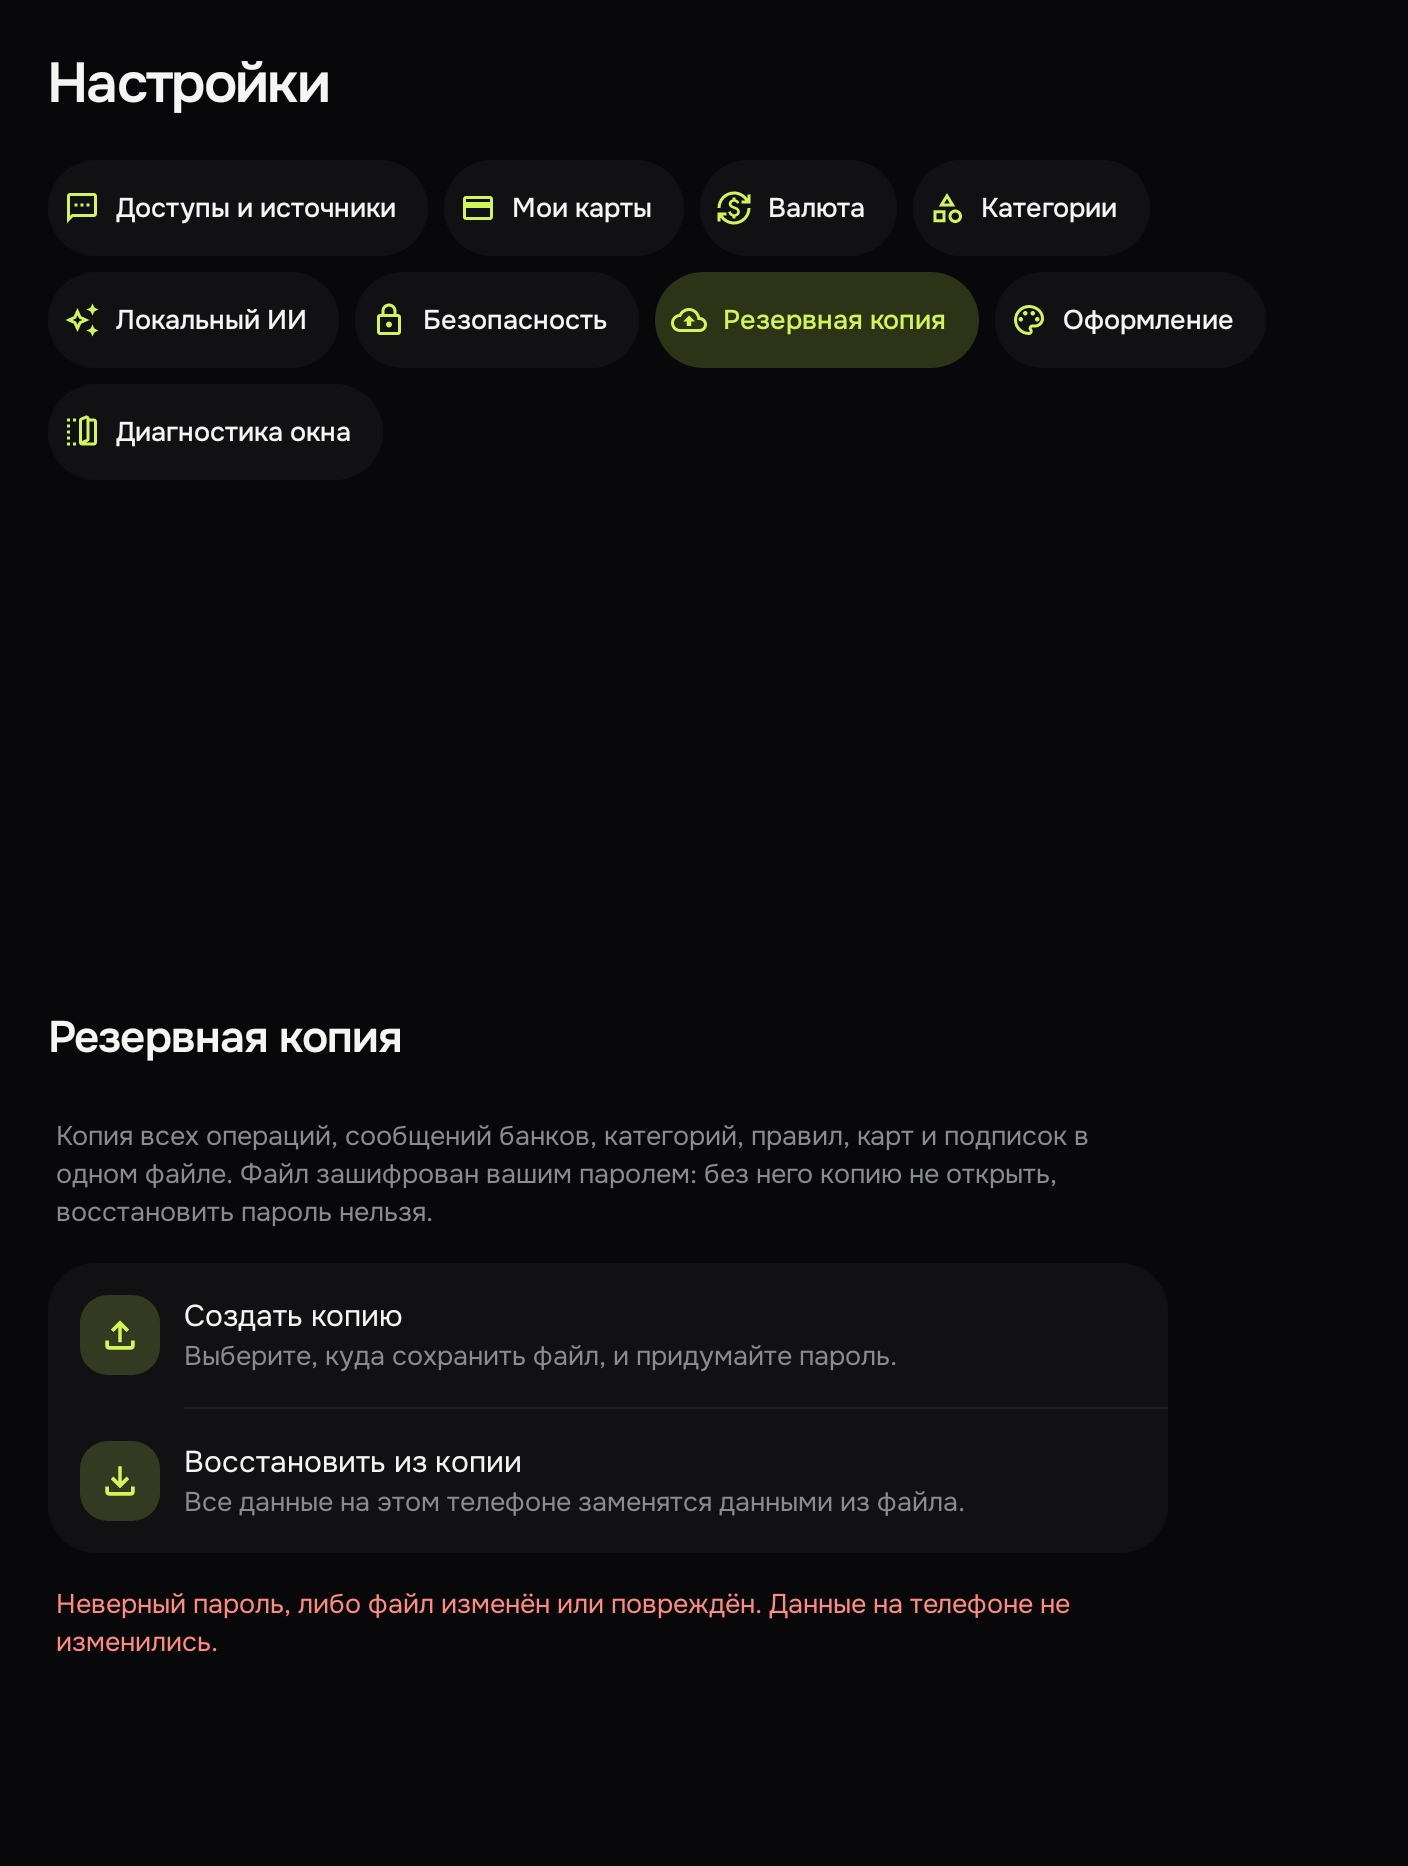 Настройки
Доступы и источники
Мои карты
Валюта
Категории
Локальный ИИ
Безопасность
Резервная копия
Оформление
Диагностика окна
Резервная копия
Копия всех операций, сообщений банков, категорий, правил, карт и подписок в
одном файле. Файл зашифрован вашим паролем: без него копию не открыть,
восстановить пароль нельзя.
Создать копию
Выберите, куда сохранить файл, и придумайте пароль.
Восстановить из копии
Все данные на этом телефоне заменятся данными из файла.
Неверный пароль, либо файл изменён или повреждён. Данные на телефоне не
изменились.